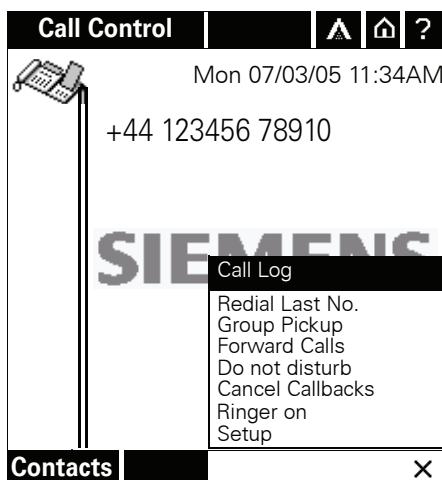 Call Control ?
Mon 07/03/05 11:34AM
+44 123456 78910
SIEMENS
Call Log
Redial Last No.
Group Pickup
Forward Calls
Do not disturb
Cancel Callbacks
Ringer on
Setup
Contacts